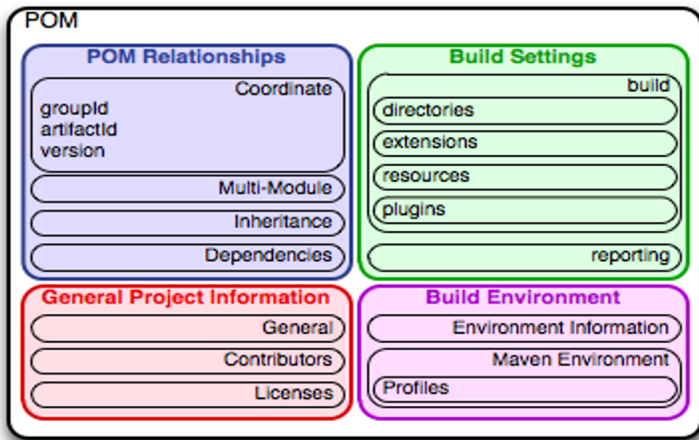 POM
POM Relationships
Coordinate
groupId
artifactId
version
Multi-Module
Inheritance
Dependencies
Build Settings
build
directories
extensions
resources
plugins
reporting
General Project Information
General
Contributors
Licenses
Build Environment
Environment Information
Maven Environment
Profiles